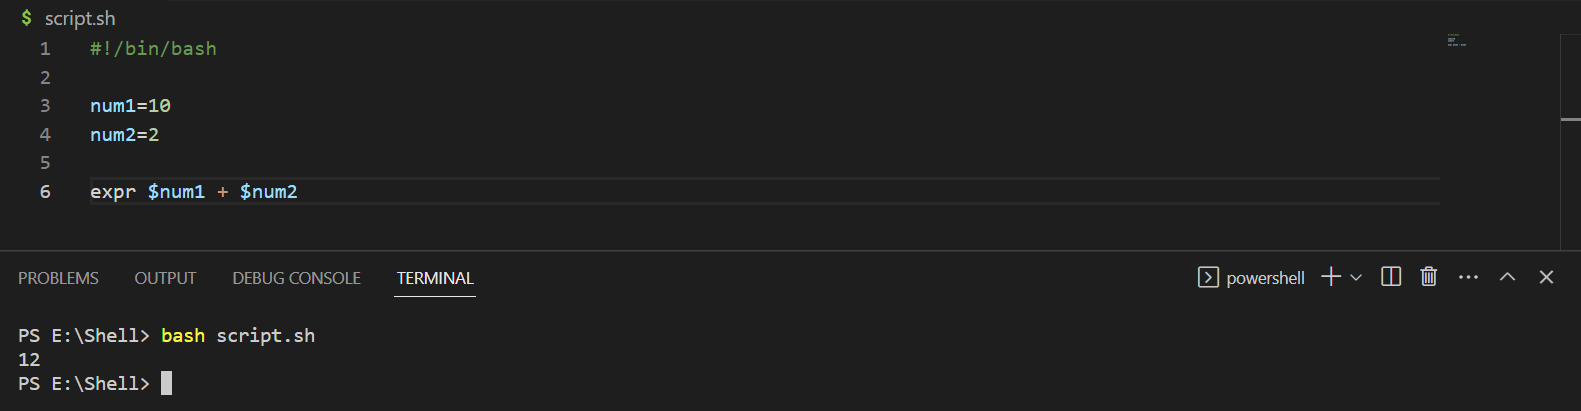 $ script.sh
1 #!/bin/bash
2
3 num1=10
4 num2=2
5
6 expr $num1 + $num2
PROBLEMS OUTPUT DEBUG CONSOLE TERMINAL powershell
PS E:\Shell> bash script.sh
12
PS E:\Shell>